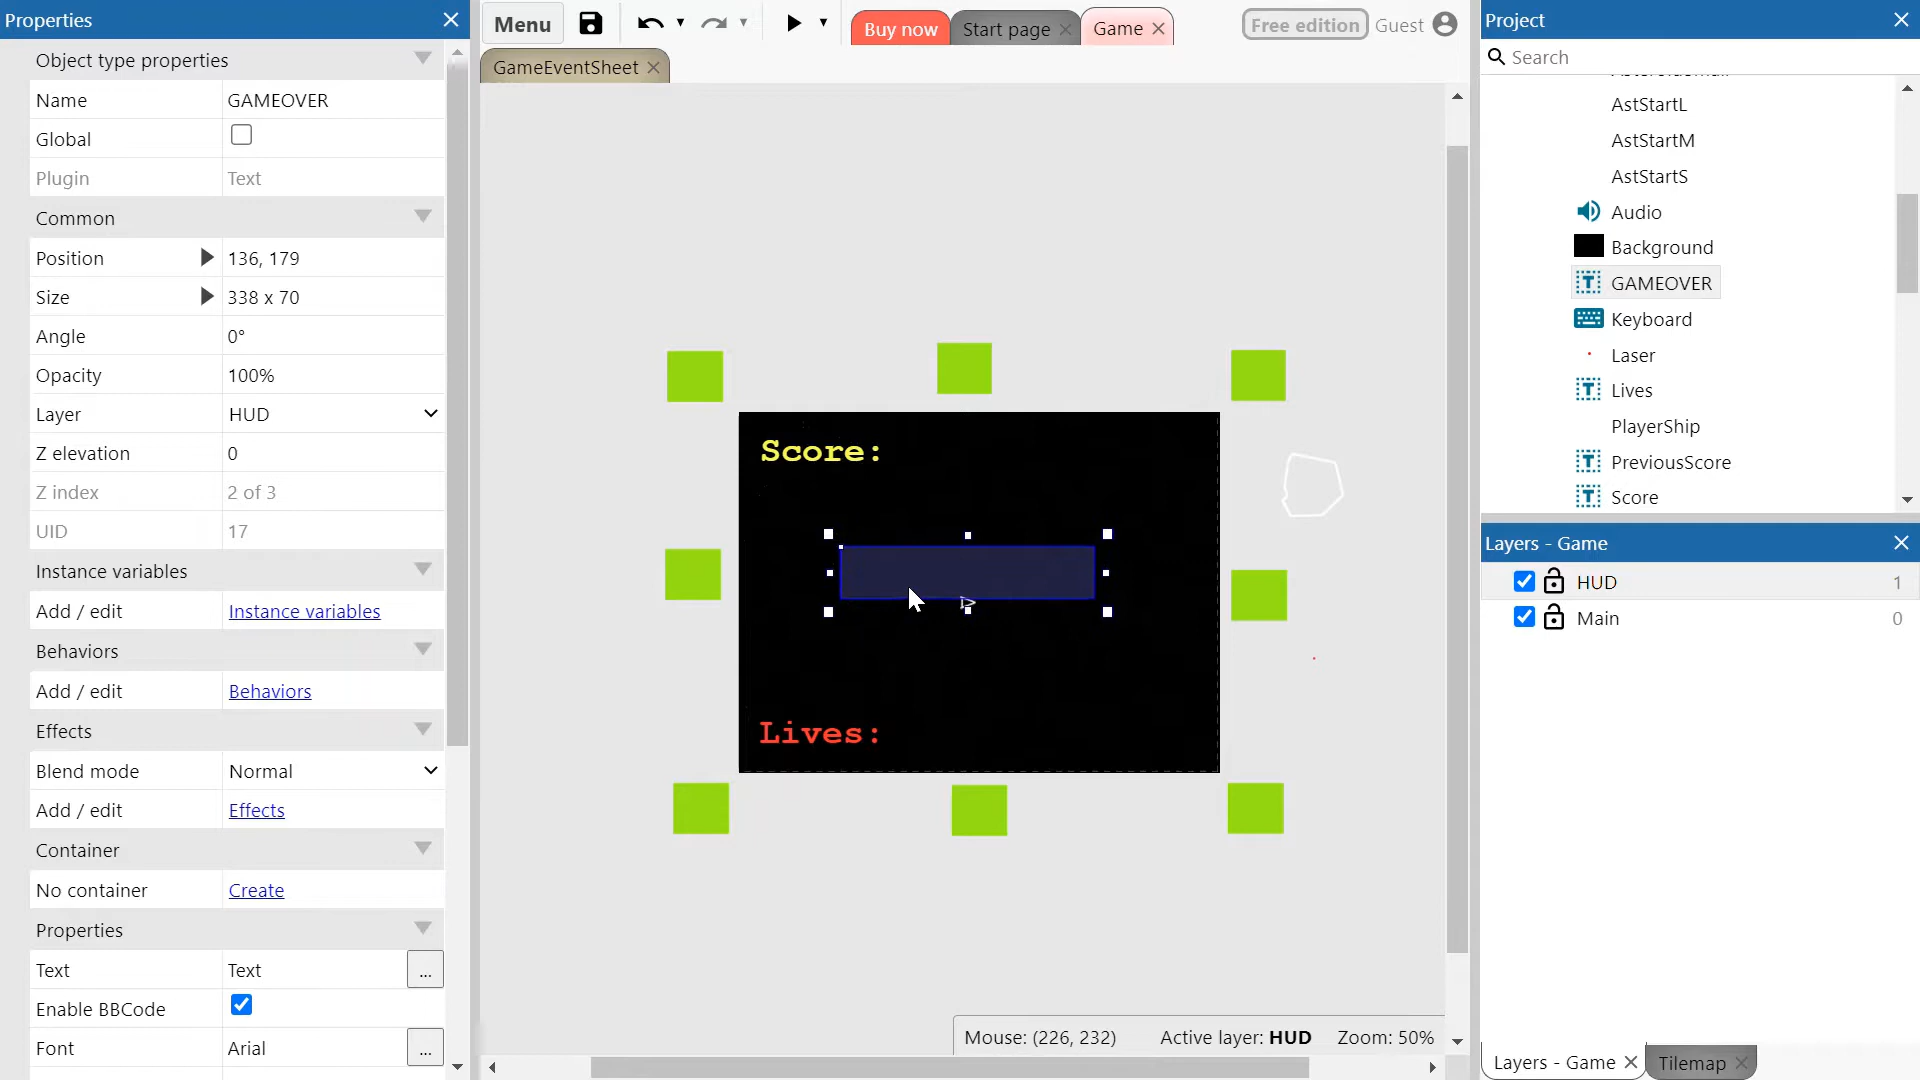 Properties
Object type properties
Name GAMEOVER
Global
Plugin Text
Common
Position 136, 179
Size 338 x 70
Angle 0°
Opacity 100%
Layer HUD
Z elevation 0
Z index 2 of 3
UID 17
Instance variables
Add / edit Instance variables
Behaviors
Add / edit Behaviors
Effects
Blend mode Normal
Add / edit Effects
Container
No container Create
Properties
Text Text ...
Enable BBCode
Font Arial ...
Menu
Buy now
Start page
Game
Free edition
Guest
GameEventSheet
Score:
Lives:
Mouse: (226, 232) Active layer: HUD Zoom: 50%
Project
Search
AstStartL
AstStartM
AstStartS
Audio
Background
GAMEOVER
Keyboard
Laser
Lives
PlayerShip
PreviousScore
Score
Layers - Game
HUD 1
Main 0
Layers - Game
Tilemap